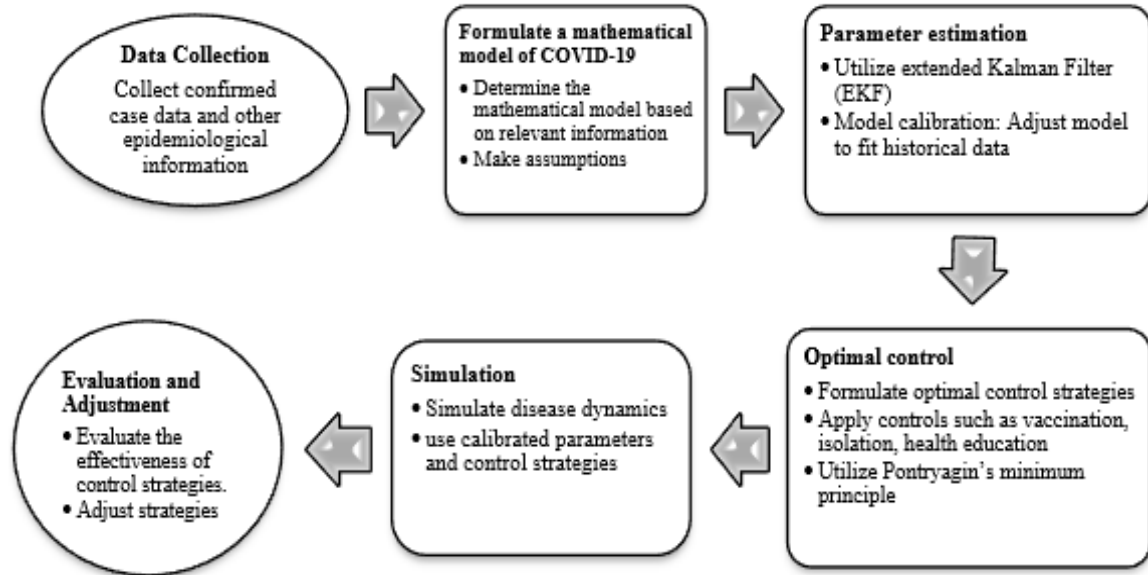 Data Collection
Collect confirmed
case data and other
epidemiological
information
Formulate a mathematical
model of COVID-19
• Determine the
mathematical model based
on relevant information
• Make assumptions
Parameter estimation
• Utilize extended Kalman Filter
(EKF)
• Model calibration: Adjust model
to fit historical data
Optimal control
• Formulate optimal control strategies
• Apply controls such as vaccination,
isolation, health education
• Utilize Pontryagin's minimum
principle
Simulation
• Simulate disease dynamics
• use calibrated parameters
and control strategies
Evaluation and
Adjustment
• Evaluate the
effectiveness of
control strategies.
• Adjust strategies